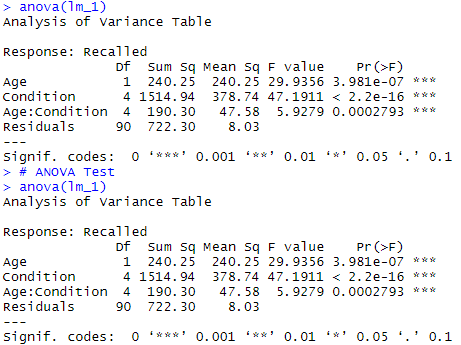 > anova(lm_1)
Analysis of Variance Table

Response: Recalled
              Df  Sum Sq Mean Sq F value    Pr(>F)    
Age            1  240.25  240.25 29.9356 3.981e-07 ***
Condition      4 1514.94  378.74 47.1911 < 2.2e-16 ***
Age:Condition  4  190.30   47.58  5.9279 0.0002793 ***
Residuals     90  722.30    8.03
---
Signif. codes:  0 ‘***’ 0.001 ‘**’ 0.01 ‘*’ 0.05 ‘.’ 0.1
> # ANOVA Test
> anova(lm_1)
Analysis of Variance Table

Response: Recalled
              Df  Sum Sq Mean Sq F value    Pr(>F)    
Age            1  240.25  240.25 29.9356 3.981e-07 ***
Condition      4 1514.94  378.74 47.1911 < 2.2e-16 ***
Age:Condition  4  190.30   47.58  5.9279 0.0002793 ***
Residuals     90  722.30    8.03
---
Signif. codes:  0 ‘***’ 0.001 ‘**’ 0.01 ‘*’ 0.05 ‘.’ 0.1